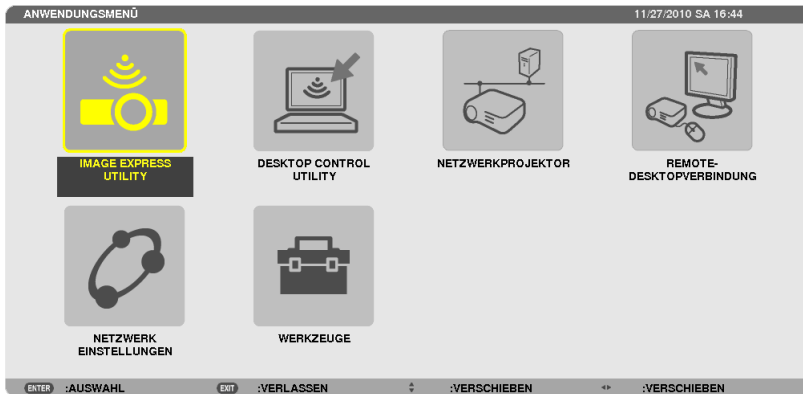 ANWENDUNGSMENÜ 11/27/2010 SA 16:44
IMAGE EXPRESS
UTILITY
DESKTOP CONTROL
UTILITY
NETZWERKPROJEKTOR
REMOTE-
DESKTOPVERBINDUNG
NETZWERK
EINSTELLUNGEN
WERKZEUGE
ENTER :AUSWAHL EXIT :VERLASSEN :VERSCHIEBEN :VERSCHIEBEN